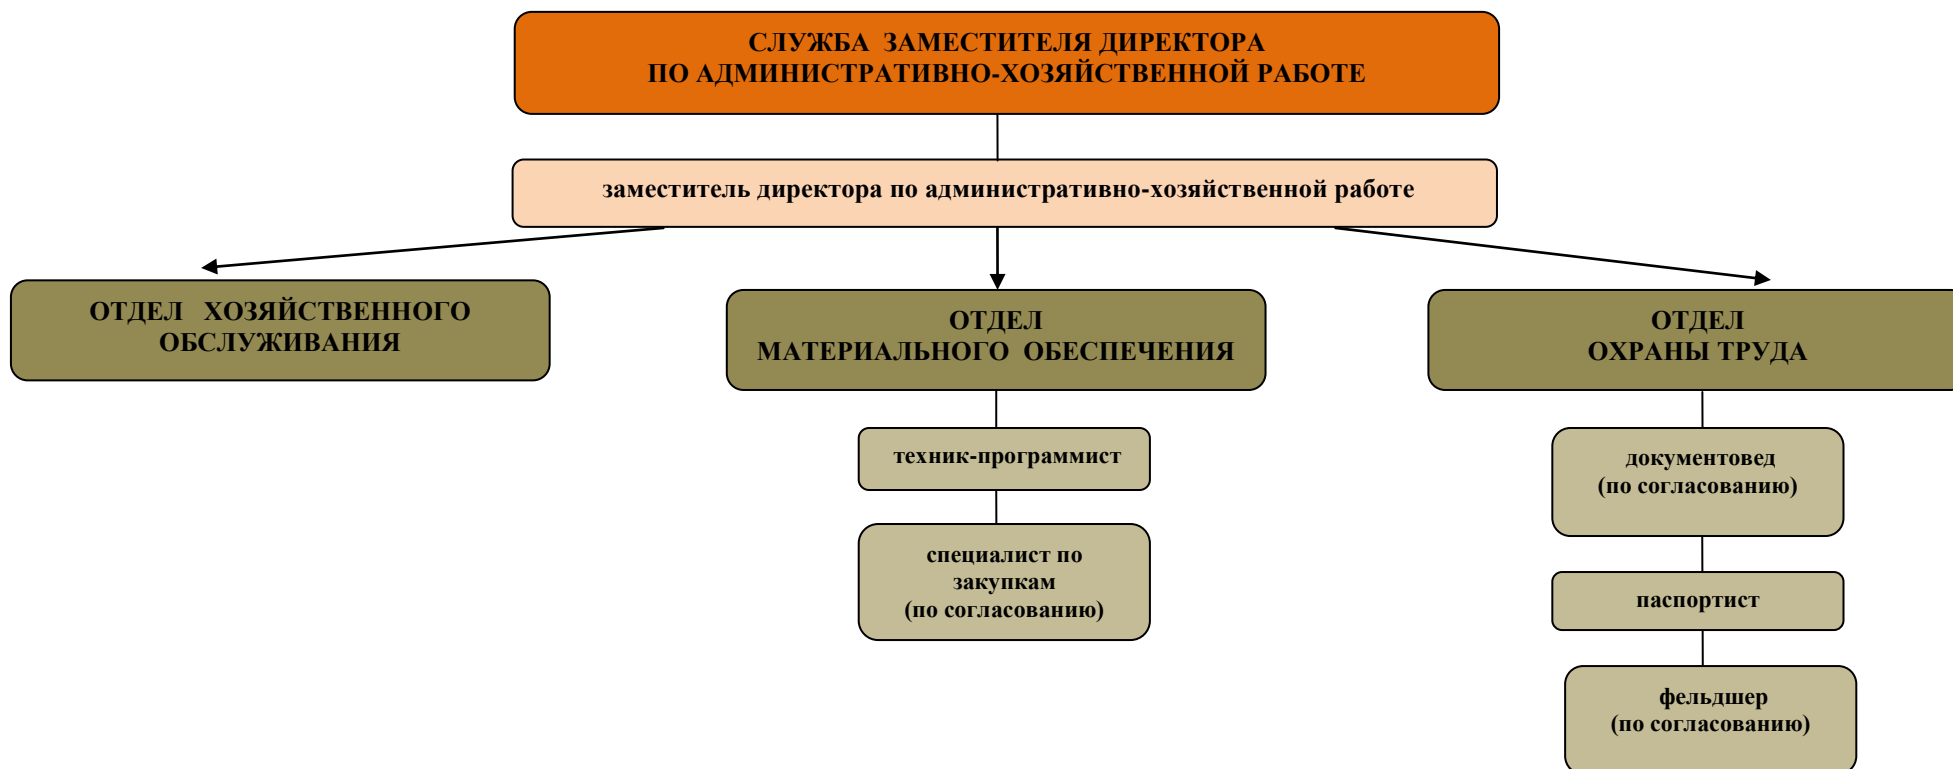 СЛУЖБА ЗАМЕСТИТЕЛЯ ДИРЕКТОРА
ПО АДМИНИСТРАТИВНО-ХОЗЯЙСТВЕННОЙ РАБОТЕ
заместитель директора по административно-хозяйственной работе
ОТДЕЛ ХОЗЯЙСТВЕННОГО
ОБСЛУЖИВАНИЯ
ОТДЕЛ
МАТЕРИАЛЬНОГО ОБЕСПЕЧЕНИЯ
техник-программист
специалист по
закупкам
(по согласованию)
ОТДЕЛ
ОХРАНЫ ТРУДА
документовед
(по согласованию)
паспортист
фельдшер
(по согласованию)